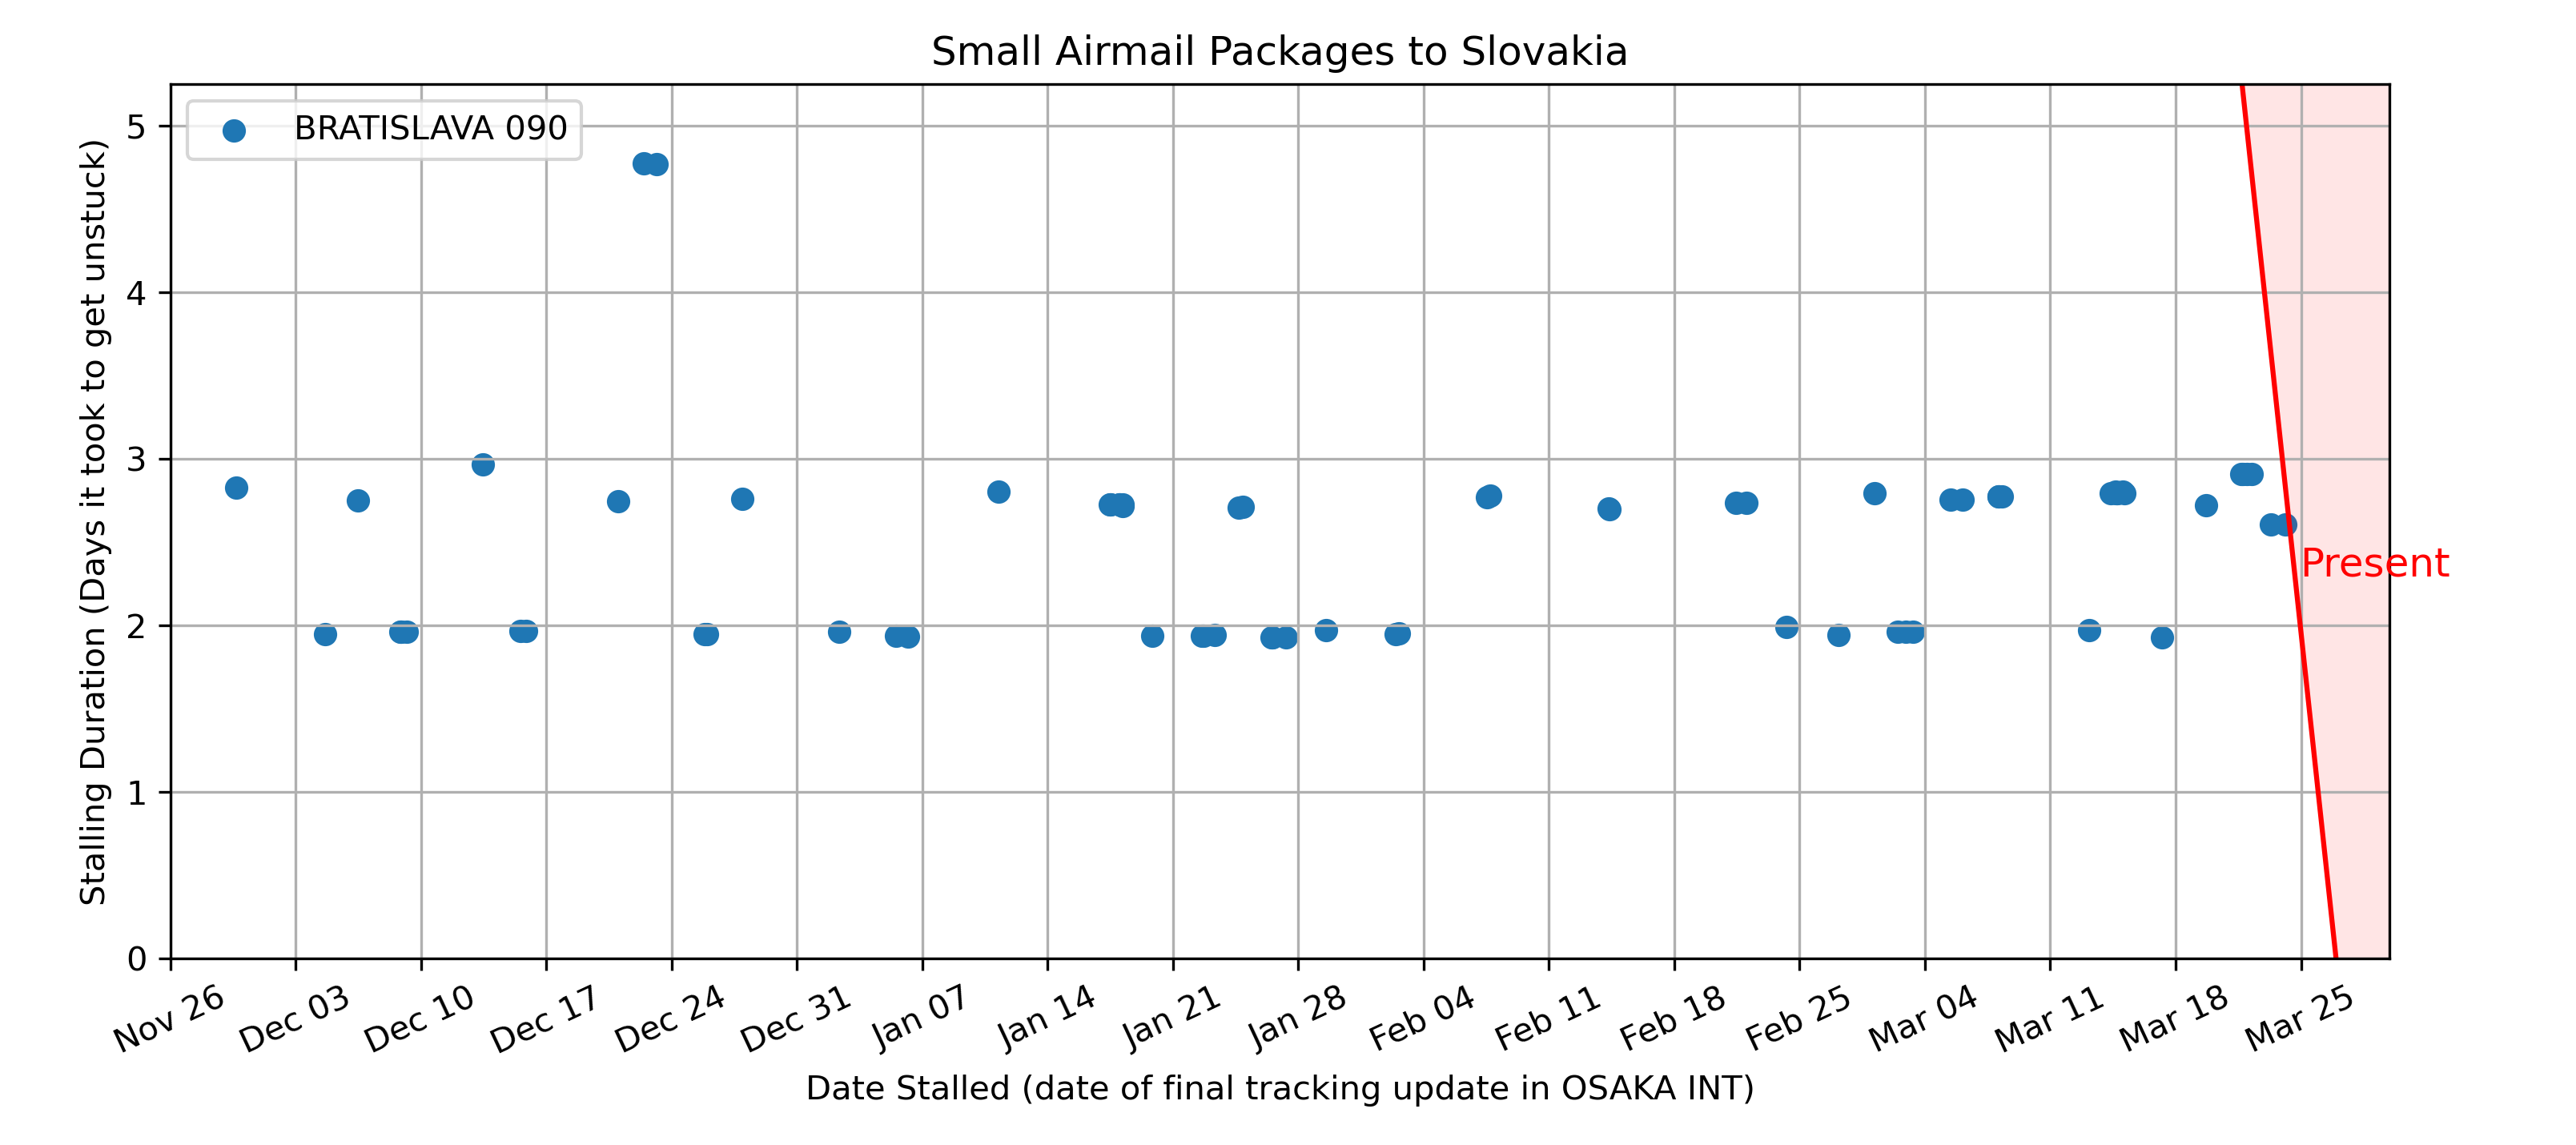 Small Airmail Packages to Slovakia
BRATISLAVA 090
Stalling Duration (Days it took to get unstuck)
5
4
3
2
1
0
Present
Nov 26
Dec 03
Dec 10
Dec 17
Dec 24
Dec 31
Jan 07
Jan 14
Jan 21
Jan 28
Feb 04
Feb 11
Feb 18
Feb 25
Mar 04
Mar 11
Mar 18
Mar 25
Date Stalled (date of final tracking update in OSAKA INT)